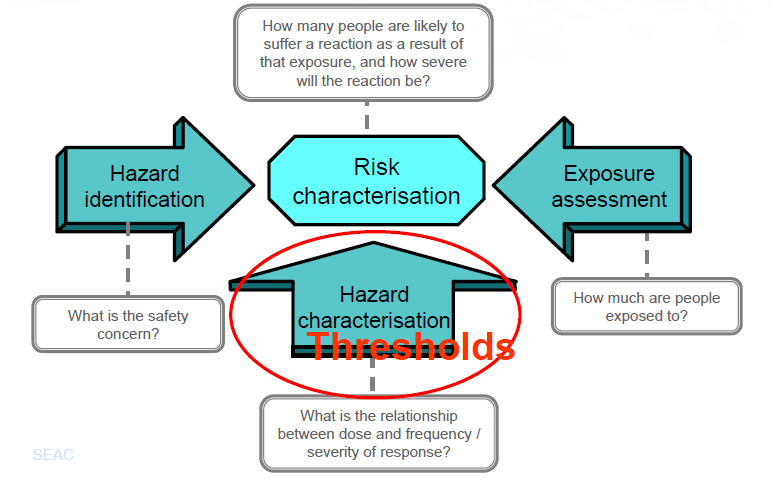 How many people are likely to
suffer a reaction as a result of
that exposure, and how severe
will the reaction be?
Hazard
identification
Risk
characterisation
Exposure
assessment
What is the safety
concern?
Hazard
characterisation
Thresholds
How much are people
exposed to?
What is the relationship
between dose and frequency /
severity of response?
SEAC